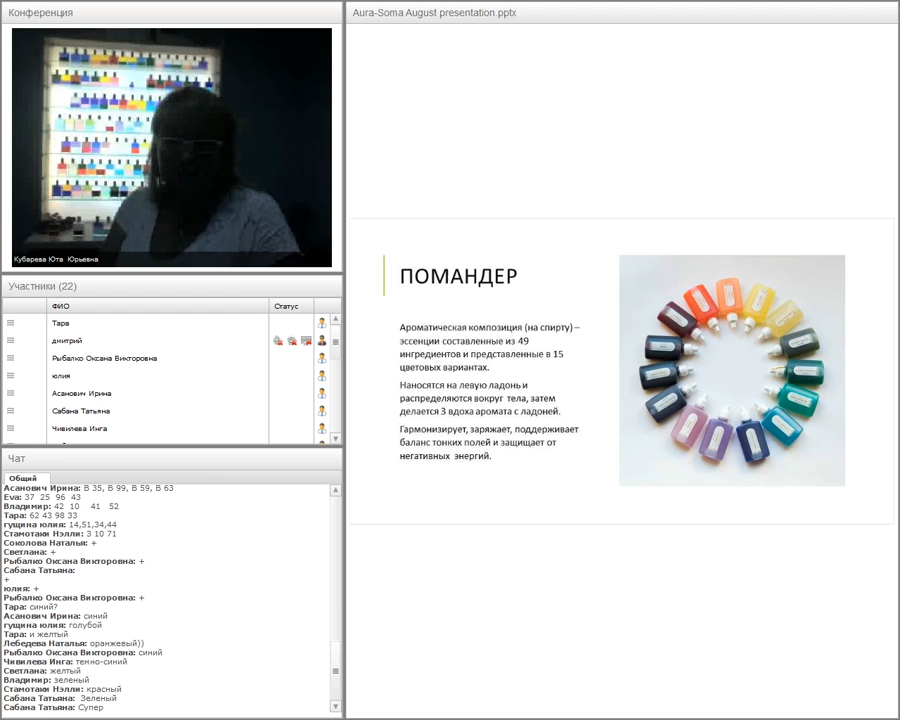 Конференция
Кубарева Юта Юрьевна
Участники (22)
ФИО
Статус
Тара
дмитрий
Рыбалко Оксана Викторовна
юлия
Асанович Ирина
Сабана Татьяна
Чивилева Инга
Чат
Общий
Асанович Ирина: В 35, В 99, В 59, В 63
Eva: 37 25 96 43
Владимир: 42 10 41 52
Тара: 62 43 98 33
гущина юлия: 14,51,34,44
Стамотаки Нэлли: 3 10 71
Соколова Наталья: +
Светлана: +
Рыбалко Оксана Викторовна: +
Сабана Татьяна:
+
юлия: +
Рыбалко Оксана Викторовна: +
Тара: синий?
Асанович Ирина: синий
гущина юлия: голубой
Тара: и желтый
Лебедева Наталья: оранжевый))
Рыбалко Оксана Викторовна: синий
Чивилева Инга: темно-синий
Светлана: желтый
Владимир: зеленый
Стамотаки Нэлли: красный
Сабана Татьяна: Зеленый
Сабана Татьяна: Супер
Aura-Soma August presentation.pptx
ПОМАНДЕР
Ароматическая композиция (на спирту) –
эссенции составленные из 49
ингредиентов и представленные в 15
цветовых вариантах.
Наносятся на левую ладонь и
распределяются вокруг тела, затем
делается 3 вдоха аромата с ладоней.
Гармонизирует, заряжает, поддерживает
баланс тонких полей и защищает от
негативных энергий.